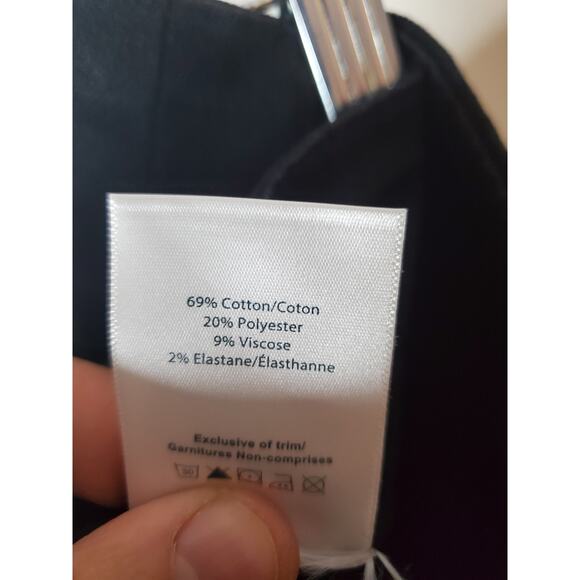 69% Cotton/Coton
20% Polyester
9% Viscose
2% Elastane/Élasthanne
Exclusive of trim/
Garnitures Non-comprises